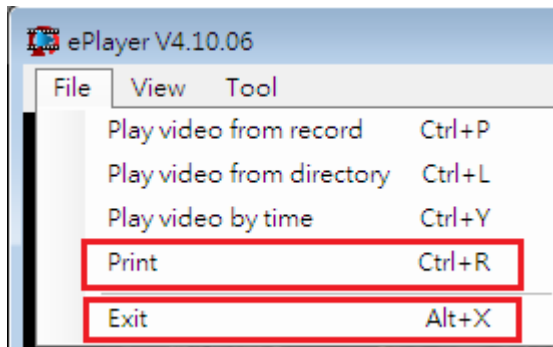 ePlayer V4.10.06
File View Tool
Play video from record Ctrl+P
Play video from directory Ctrl+L
Play video by time Ctrl+Y
Print Ctrl+R
Exit Alt+X